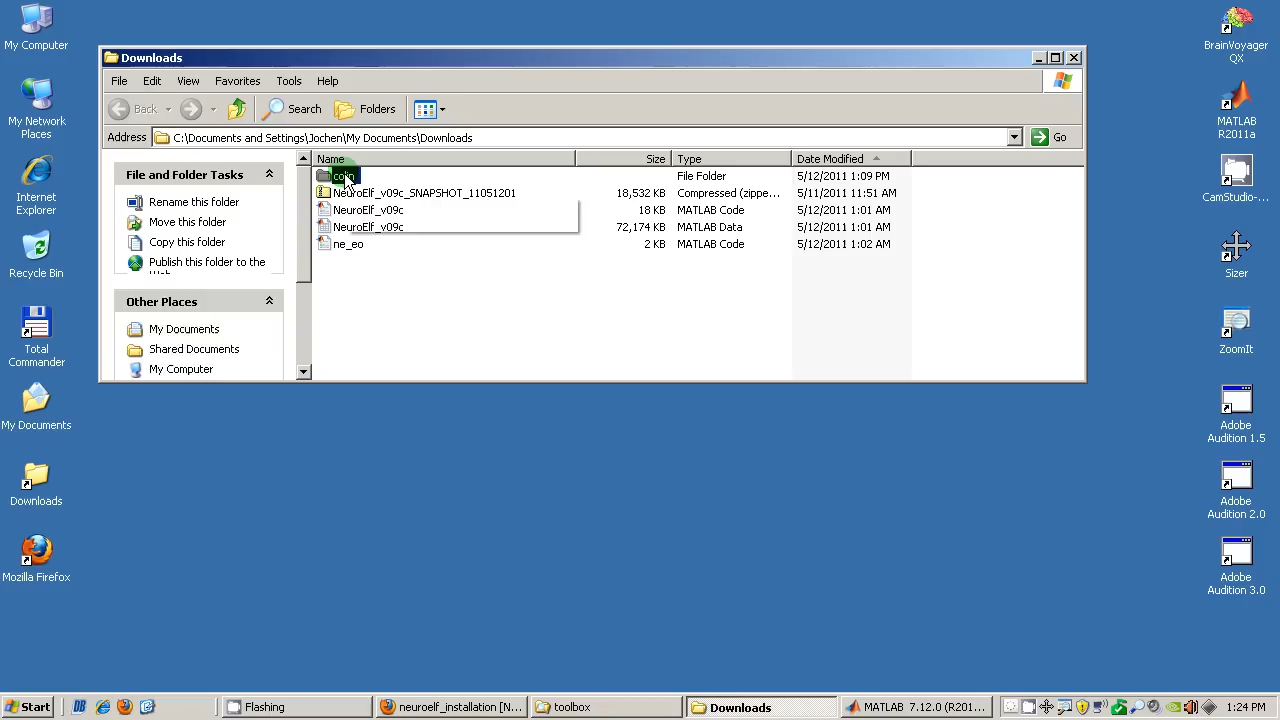 My Computer
My Network
Places
Internet
Explorer
Recycle Bin
Total
Commander
My Documents
Downloads
Mozilla Firefox
Downloads
File Edit View Favorites Tools Help
Back Search Folders
Address C:\Documents and Settings\Jochen\My Documents\Downloads Go
File and Folder Tasks
Rename this folder
Move this folder
Copy this folder
Publish this folder to the
Other Places
My Documents
Shared Documents
My Computer
Name Size Type Date Modified
colin File Folder 5/12/2011 1:09 PM
NeuroElf_v09c_SNAPSHOT_11051201 18,532 KB Compressed (zippe... 5/11/2011 11:51 AM
NeuroElf_v09c 18 KB MATLAB Code 5/12/2011 1:01 AM
NeuroElf_v09c 72,174 KB MATLAB Data 5/12/2011 1:01 AM
ne_eo 2 KB MATLAB Code 5/12/2011 1:02 AM
BrainVoyager
QX
MATLAB
R2011a
CamStudio-...
Sizer
ZoomIt
Adobe
Audition 1.5
Adobe
Audition 2.0
Adobe
Audition 3.0
Start Flashing neuroelf_installation [N... toolbox Downloads MATLAB 7.12.0 (R201... 1:24 PM